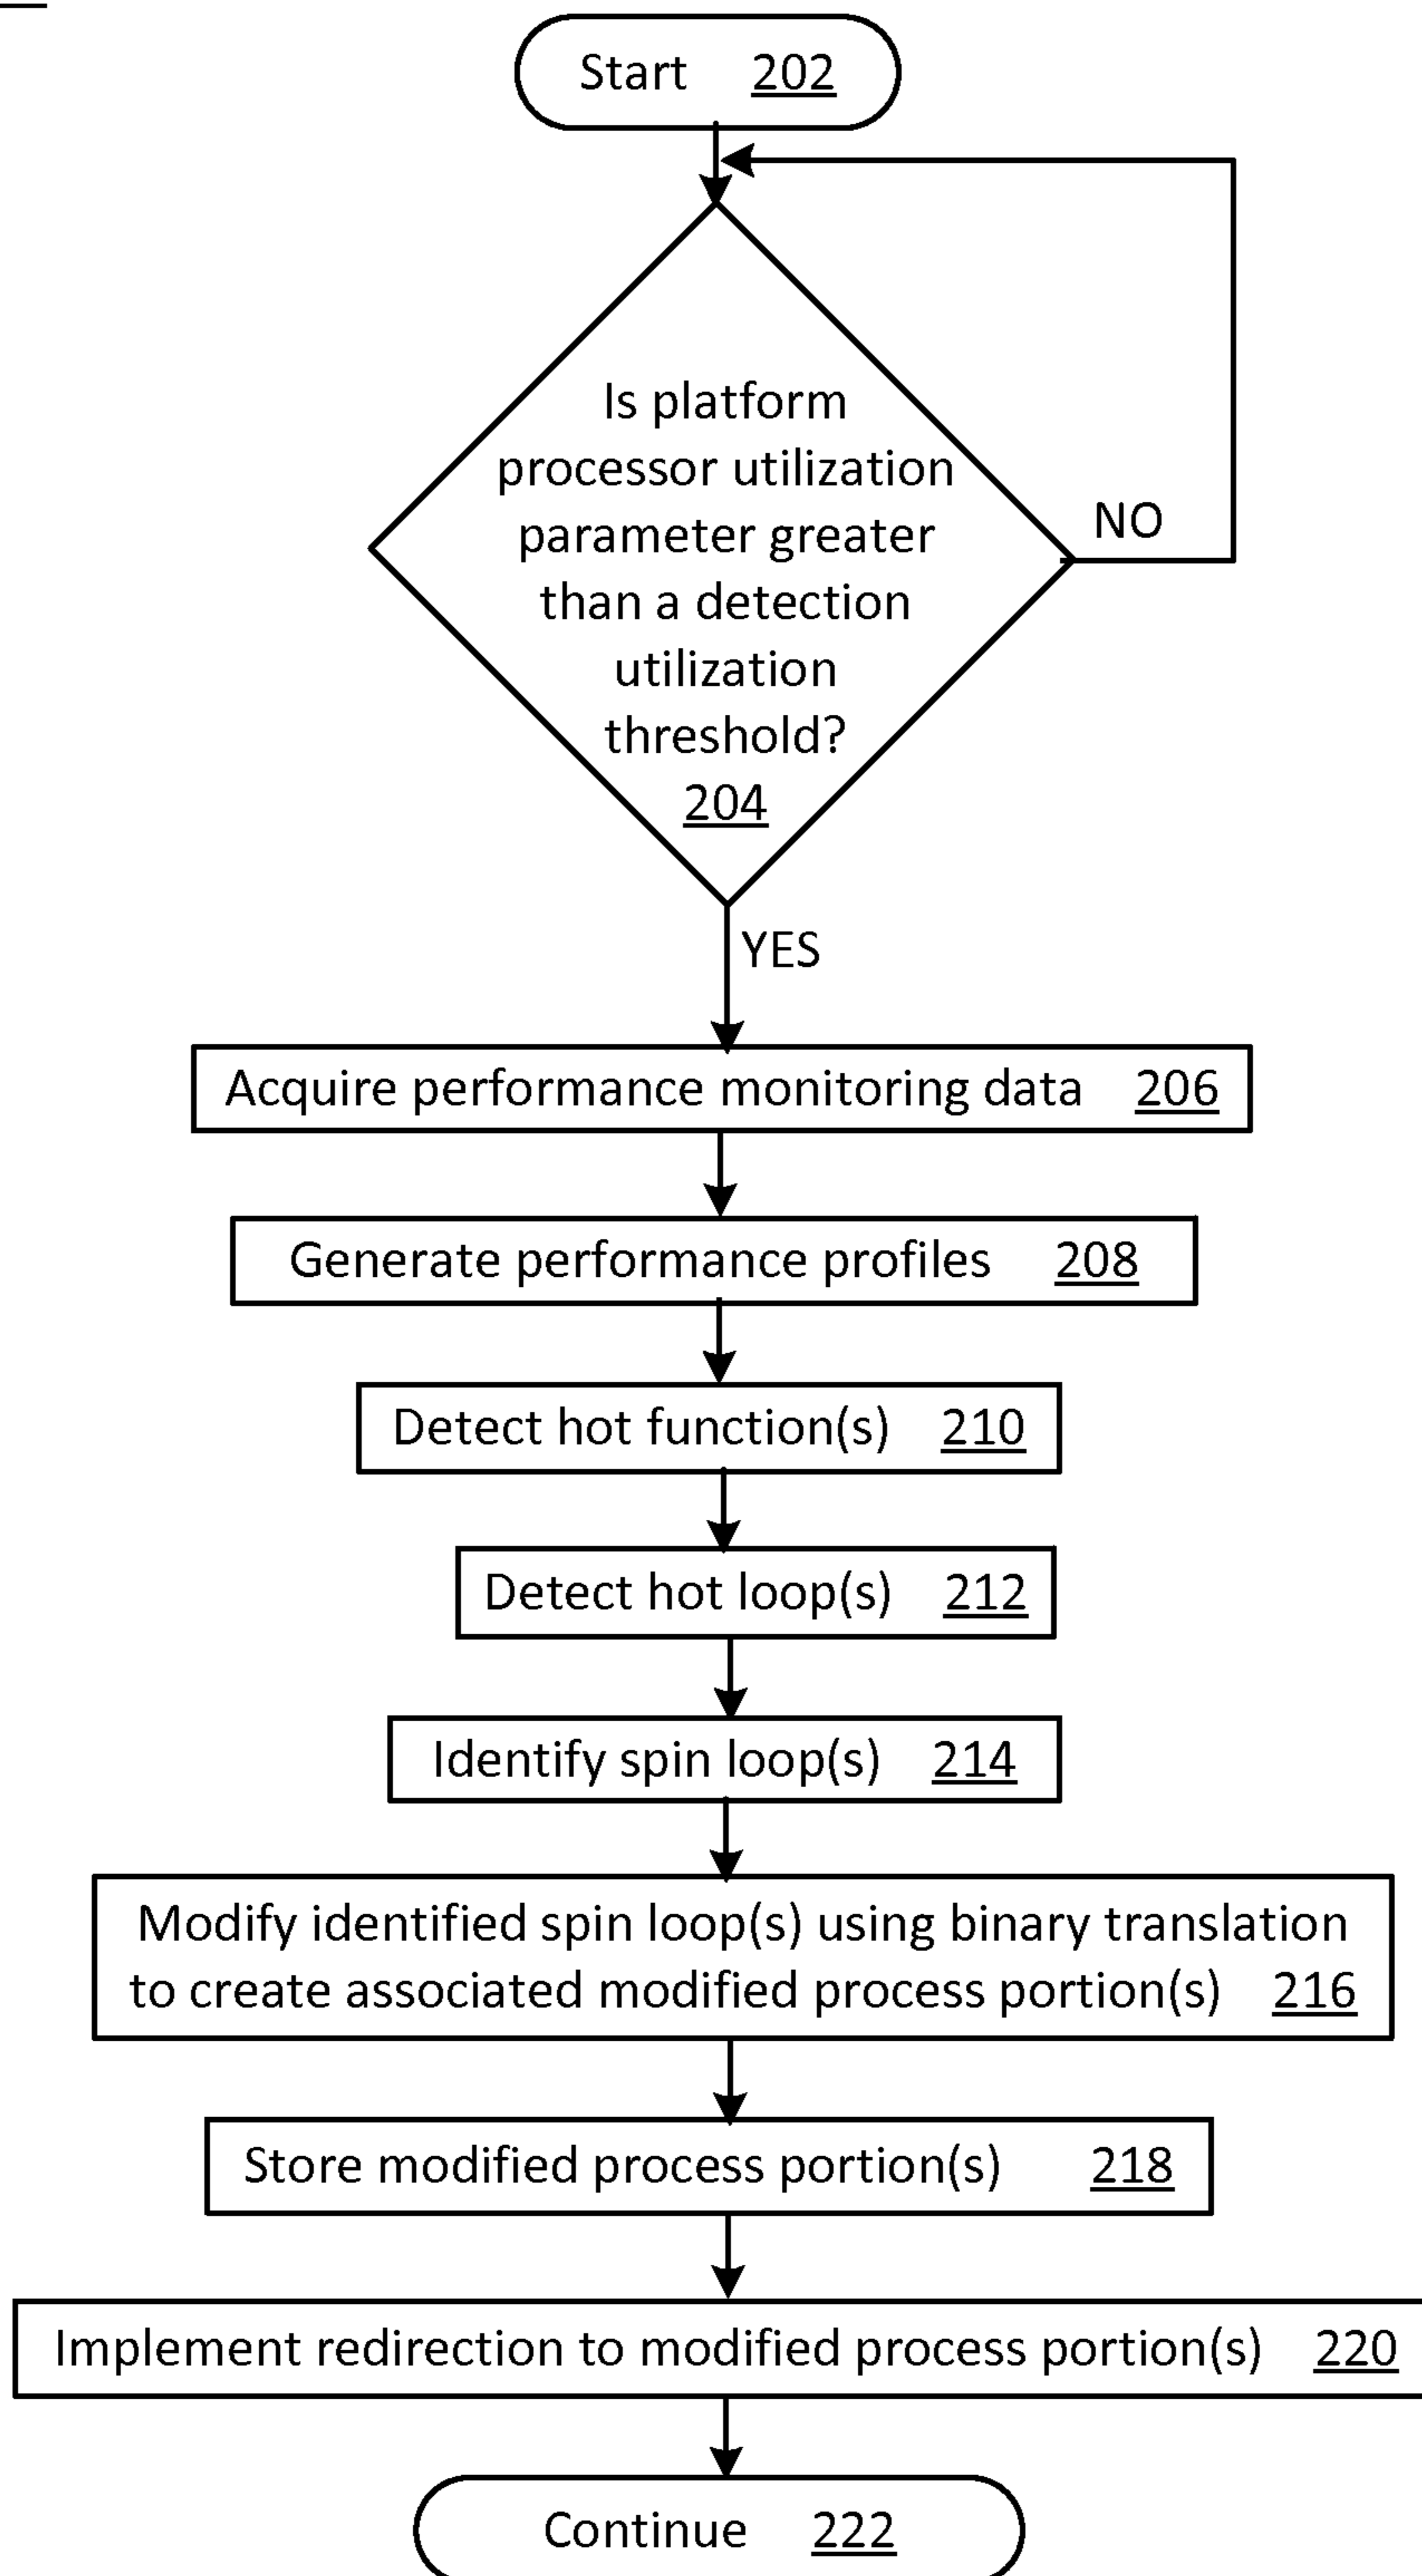 Start 202
Is platform
processor utilization
parameter greater
than a detection
utilization
threshold?
204
NO
YES
Acquire performance monitoring data 206
Generate performance profiles 208
Detect hot function(s) 210
Detect hot loop(s) 212
Identify spin loop(s) 214
Modify identified spin loop(s) using binary translation
to create associated modified process portion(s) 216
Store modified process portion(s) 218
Implement redirection to modified process portion(s) 220
Continue 222